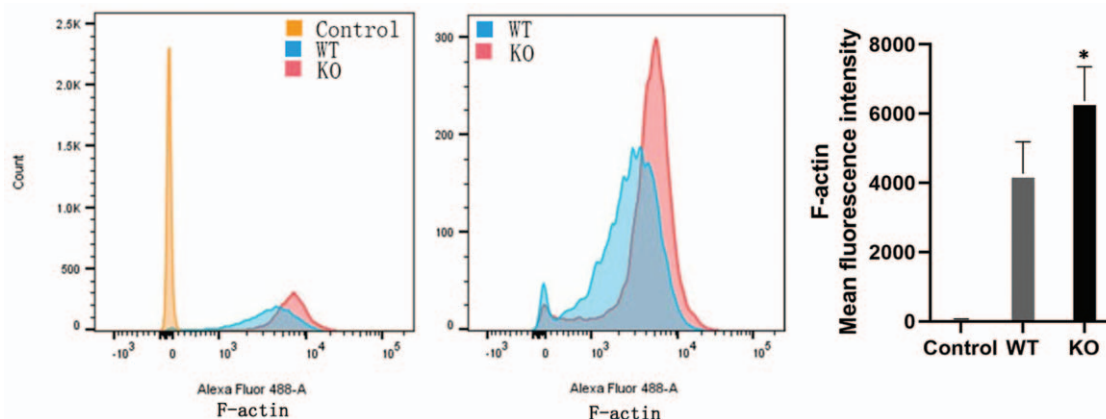 2.5K
2.0K
1.5K
1.0K
500
0
Count
-10³ 0 10³ 10⁴ 10⁵
Alexa Fluor 488-A
F-actin
Control
WT
KO
300
200
100
0
-10³ 0 10³ 10⁴ 10⁵
Alexa Fluor 488-A
F-actin
WT
KO
F-actin
Mean fluorescence intensity
8000
6000
4000
2000
0
*
Control WT KO